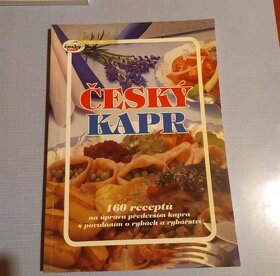 ČESKÝ
KAPR
160 receptů
na úpravu především kapra
s povídáním o rybách a rybářství